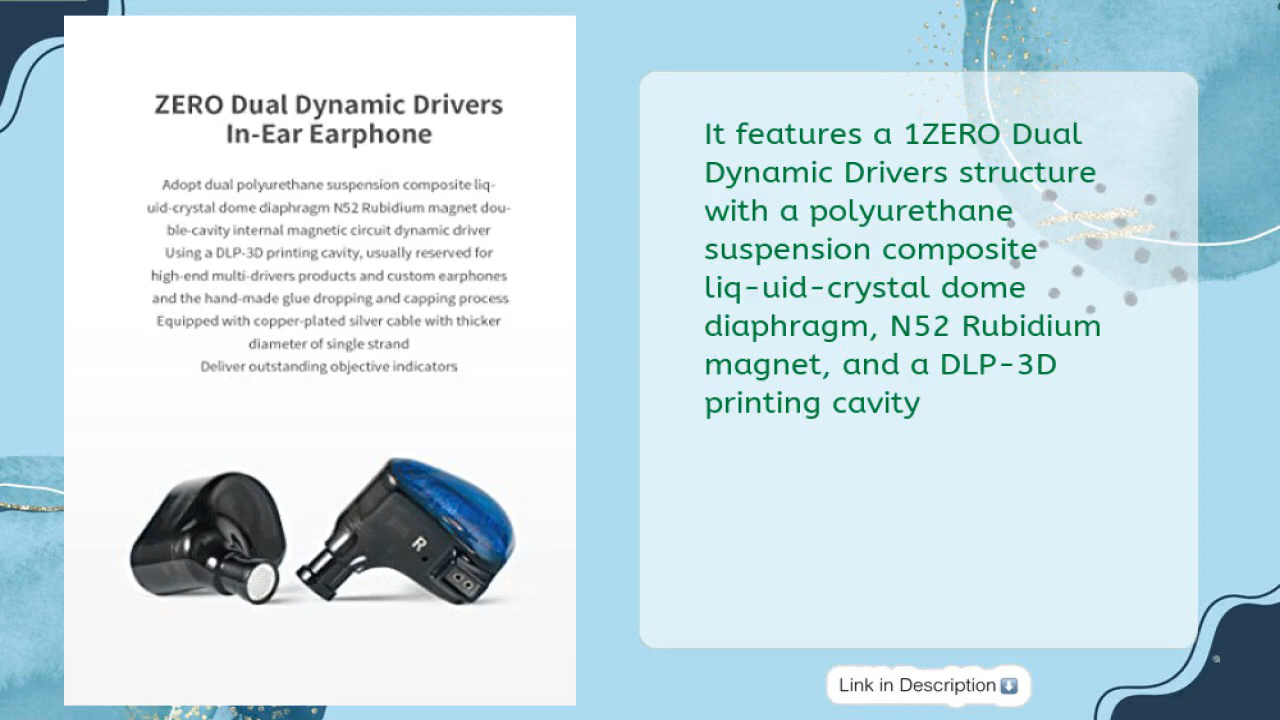 ZERO Dual Dynamic Drivers
In-Ear Earphone
Adopt dual polyurethane suspension composite liq-
uid-crystal dome diaphragm N52 Rubidium magnet dou-
ble-cavity internal magnetic circuit dynamic driver
Using a DLP-3D printing cavity, usually reserved for
high-end multi-drivers products and custom earphones
and the hand-made glue dropping and capping process
Equipped with copper-plated silver cable with thicker
diameter of single strand
Deliver outstanding objective indicators
R
It features a 1ZERO Dual
Dynamic Drivers structure
with a polyurethane
suspension composite
liq-uid-crystal dome
diaphragm, N52 Rubidium
magnet, and a DLP-3D
printing cavity
Link in Description⬇️